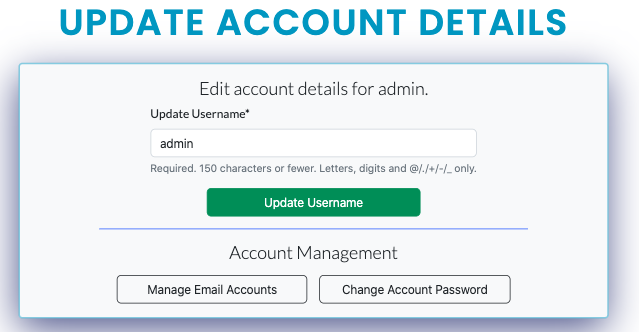 UPDATE ACCOUNT DETAILS
Edit account details for admin.
Update Username*
admin
Required. 150 characters or fewer. Letters, digits and @/./+/-/_ only.
Update Username
Account Management
Manage Email Accounts
Change Account Password